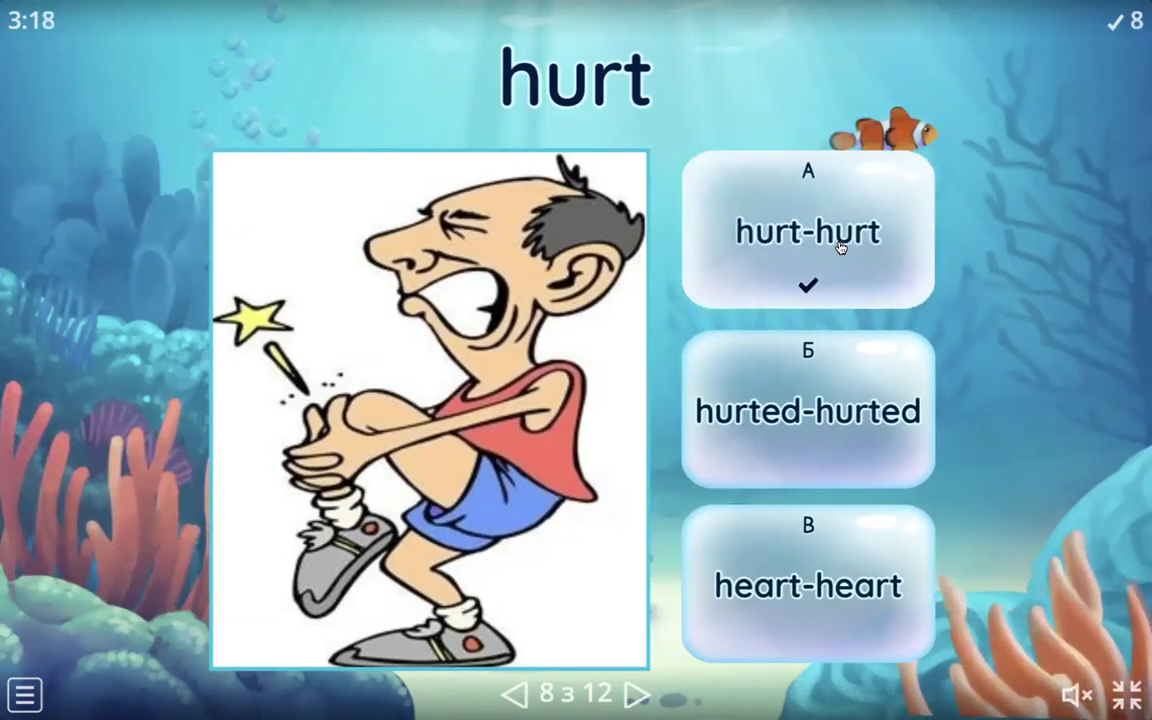 3:18
✓ 8
hurt
А
hurt-hurt
✓
Б
hurted-hurted
В
heart-heart
8 з 12